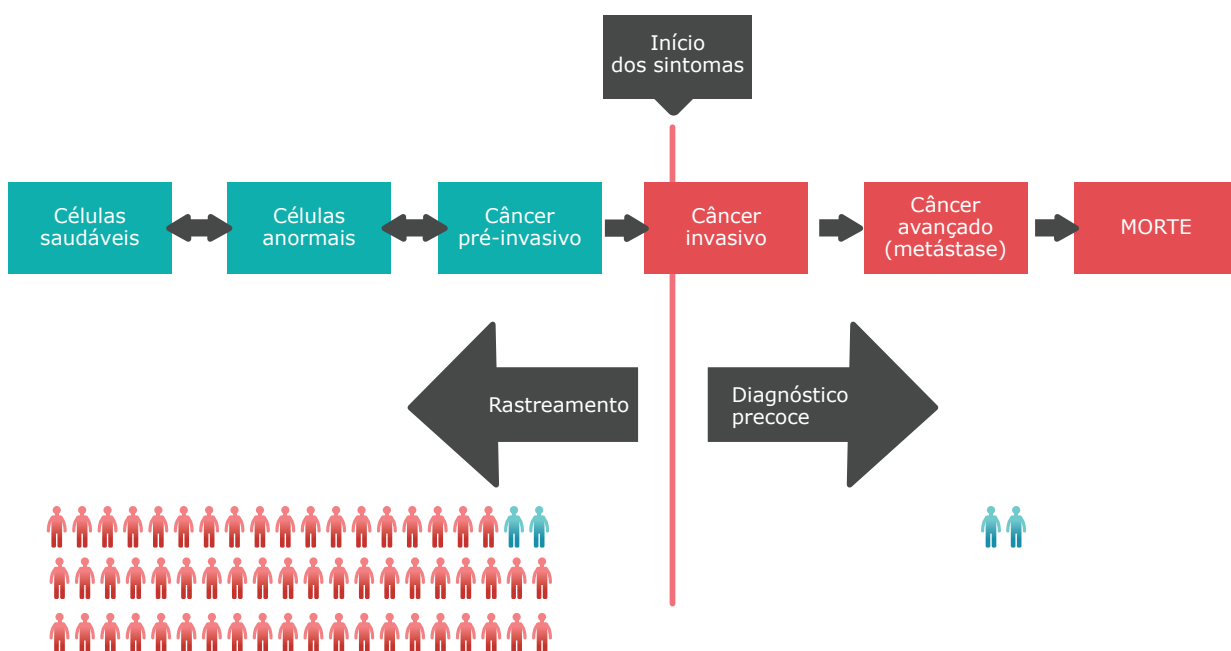 Início
dos sintomas
Células
saudáveis
Células
anormais
Câncer
pré-invasivo
Câncer
invasivo
Câncer
avançado
(metástase)
MORTE
Rastreamento
Diagnóstico
precoce